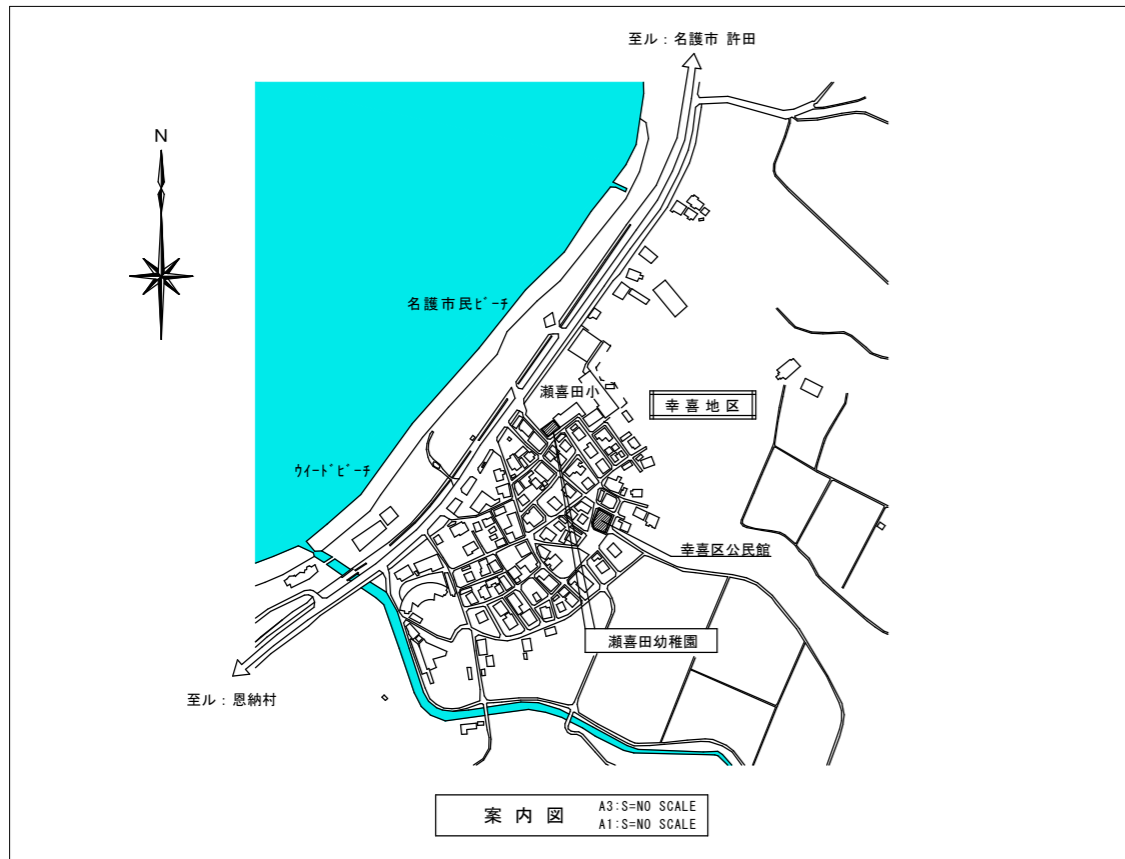 至ル：名護市 許田
N
名護市民ﾋﾞｰﾁ
瀬喜田小
幸喜地区
ｳｲｰﾄﾞﾋﾞｰﾁ
幸喜区公民館
瀬喜田幼稚園
至ル：恩納村
案内図 A3:S=NO SCALE
A1:S=NO SCALE